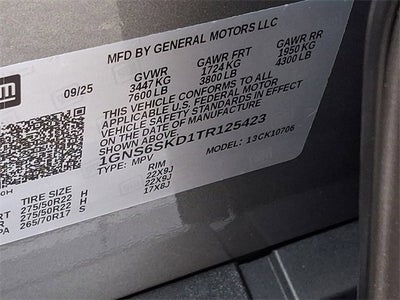 MFD BY GENERAL MOTORS LLC
09/25 GVWR GAWR FRT GAWR RR
3447 KG 1724 KG 1950 KG
7600 LB 3800 LB 4300 LB
THIS VEHICLE CONFORMS TO ALL
APPLICABLE U.S. FEDERAL MOTOR
VEHICLE SAFETY STANDARDS IN
EFFECT ON THE DATE OF MANUFACTURE
SHOWN ABOVE.
1GNS6SKD1TR125423
TYPE: MPV MODEL: 13CK10706
TIRE SIZE RIM
275/50R22 H 22X9J
275/50R22 H 22X9J
265/70R17 S 17X8J